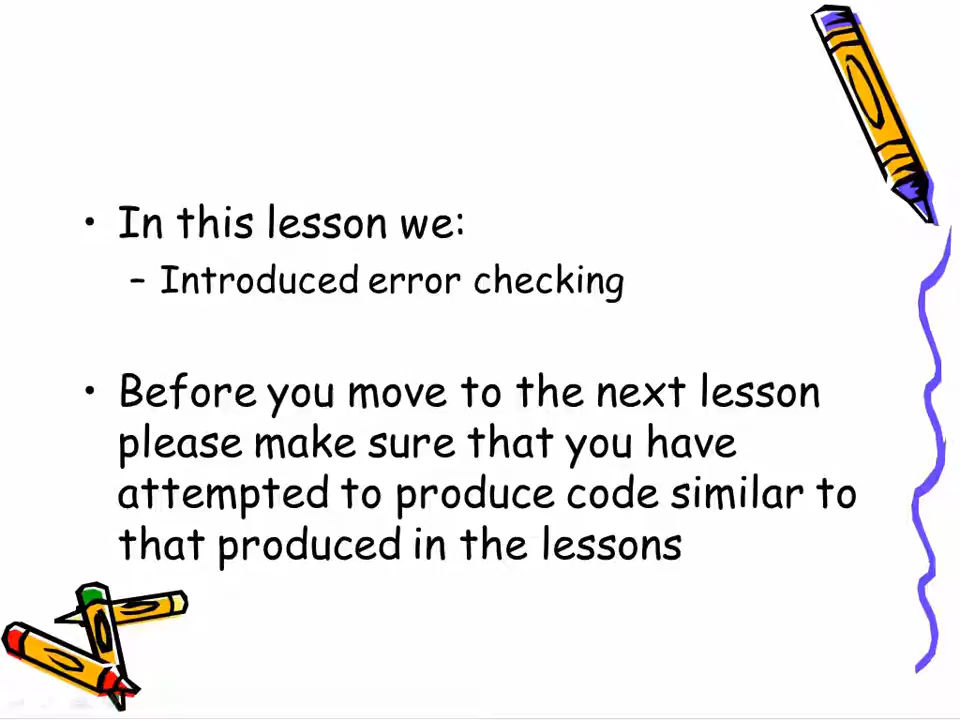 • In this lesson we:
– Introduced error checking
• Before you move to the next lesson
please make sure that you have
attempted to produce code similar to
that produced in the lessons